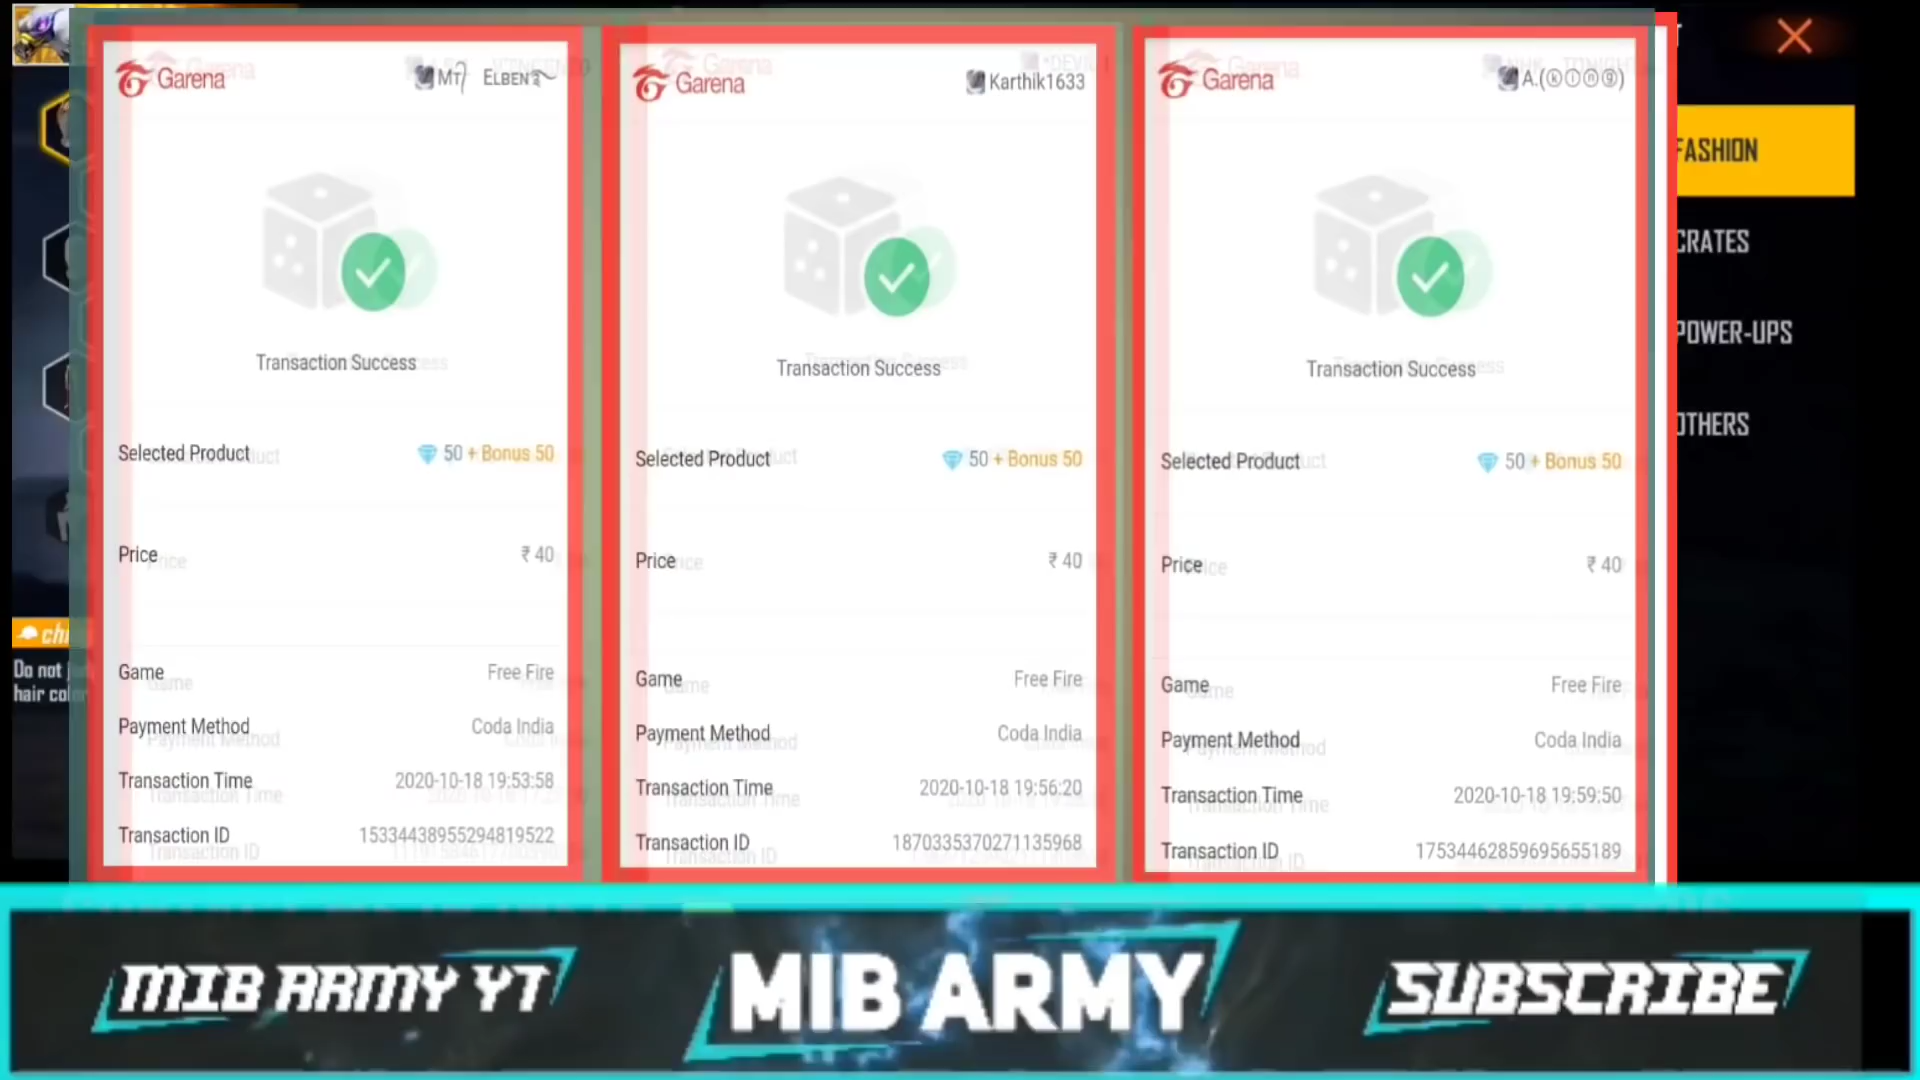 Garena
Karthik1633
Garena
A.(ⓚⓘⓝⓖ)
Garena
Transaction Success
Selected Product 50 + Bonus 50
Price ₹ 40
Game Free Fire
Payment Method Coda India
Transaction Time 2020-10-18 19:53:58
Transaction ID 15334438955294819522
Transaction Success
Selected Product 50 + Bonus 50
Price ₹ 40
Game Free Fire
Payment Method Coda India
Transaction Time 2020-10-18 19:56:20
Transaction ID 1870335370271135968
Transaction Success
Selected Product 50 + Bonus 50
Price ₹ 40
Game Free Fire
Payment Method Coda India
Transaction Time 2020-10-18 19:59:50
Transaction ID 17534462859695655189
FASHION
CRATES
POWER-UPS
OTHERS
Do not
hair
MIB ARMY YT
MIB ARMY
SUBSCRIBE